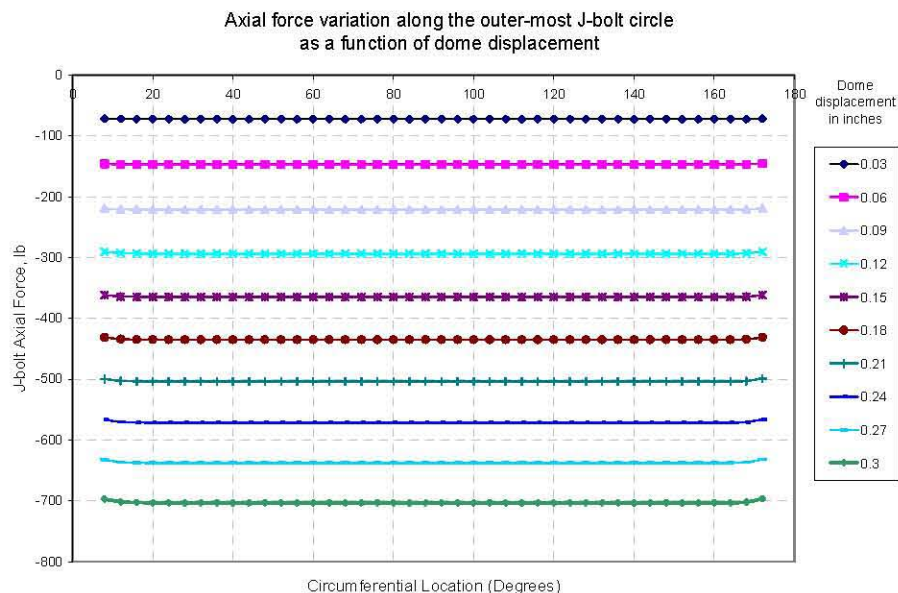 Axial force variation along the outer-most J-bolt circle
as a function of dome displacement
0
0 20 40 60 80 100 120 140 160 180
-100
-200
-300
-400
-500
-600
-700
-800
J-bolt Axial Force, lb
Circumferential Location (Degrees)
Dome
displacement
in inches
0.03
0.06
0.09
0.12
0.15
0.18
0.21
0.24
0.27
0.3